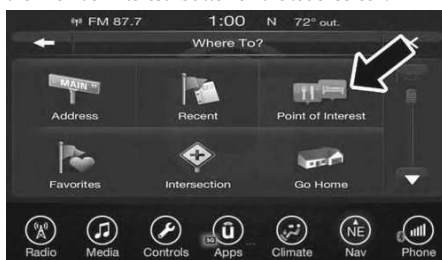 FM 87.7 1:00 N 72° out.
Where To?
MAIN
Address Recent Point of Interest
Favorites Intersection Go Home
3G
NE
Radio Media Controls Apps Climate Nav Phone